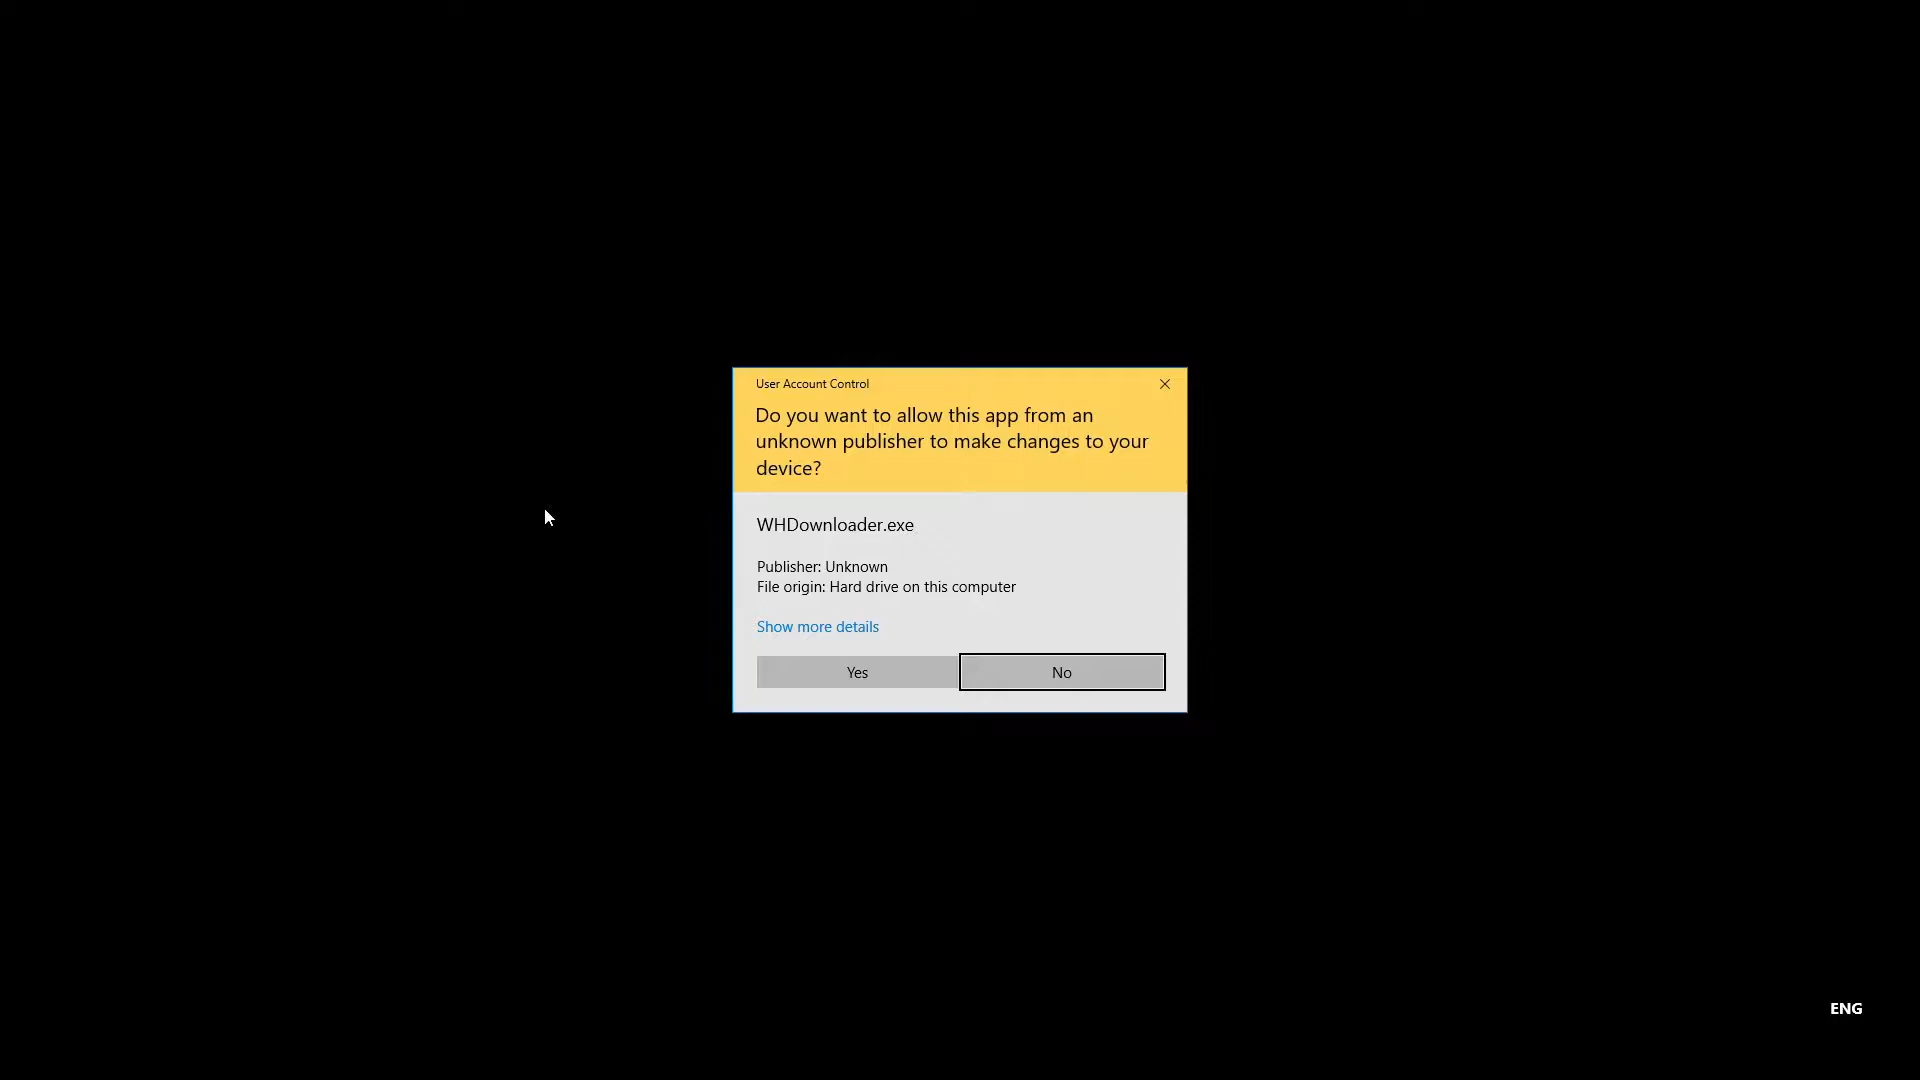 User Account Control
Do you want to allow this app from an
unknown publisher to make changes to your
device?
WHDownloader.exe
Publisher: Unknown
File origin: Hard drive on this computer
Show more details
Yes
No
ENG